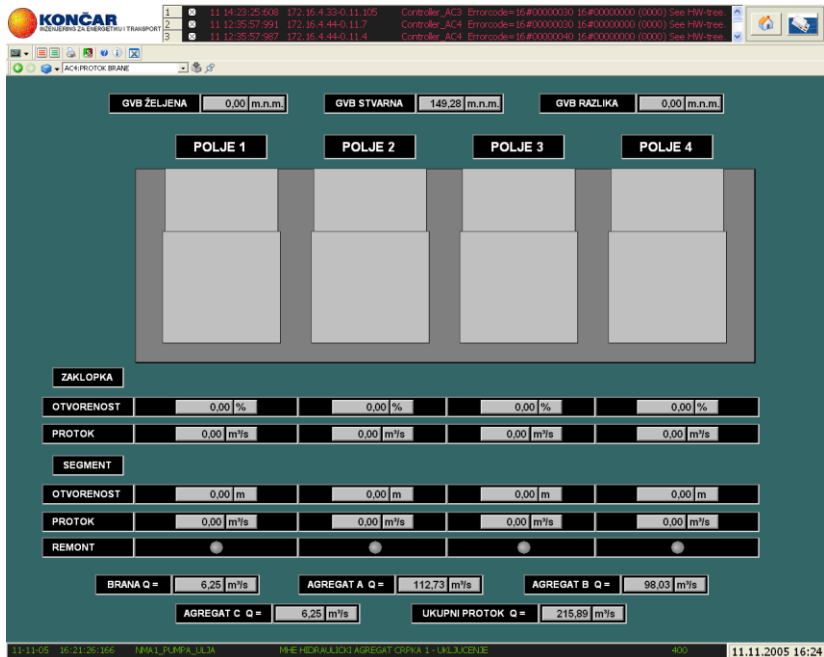 KONČAR
INŽENJERING ZA ENERGETIKU I TRANSPORT
1 11 14:23:25:608 172.16.4.33-0.11.105 Controller_AC3 Errorcode=16#00000030 16#00000000 (0000) See HW-tree.
2 11 12:35:57:991 172.16.4.44-0.11.7 Controller_AC4 Errorcode=16#00000030 16#00000000 (0000) See HW-tree.
3 11 12:35:57:987 172.16.4.44-0.11.4 Controller_AC4 Errorcode=16#00000040 16#00000000 (0000) See HW-tree.
AC4:PROTOK BRANE
GVB ŽELJENA 0,00 m.n.m. GVB STVARNA 149,28 m.n.m. GVB RAZLIKA 0,00 m.n.m.
POLJE 1 POLJE 2 POLJE 3 POLJE 4
ZAKLOPKA
OTVORENOST 0,00 % 0,00 % 0,00 % 0,00 %
PROTOK 0,00 m³/s 0,00 m³/s 0,00 m³/s 0,00 m³/s
SEGMENT
OTVORENOST 0,00 m 0,00 m 0,00 m 0,00 m
PROTOK 0,00 m³/s 0,00 m³/s 0,00 m³/s 0,00 m³/s
REMONT
BRANA Q = 6,25 m³/s AGREGAT A Q = 112,73 m³/s AGREGAT B Q = 98,03 m³/s
AGREGAT C Q = 6,25 m³/s UKUPNI PROTOK Q = 215,89 m³/s
11-11-05 16:21:26:166 NMA1_PUMPA_ULJA MHE HIDRAULICKI AGREGAT CRPKA 1 - UKLJUCENJE 400 11.11.2005 16:24